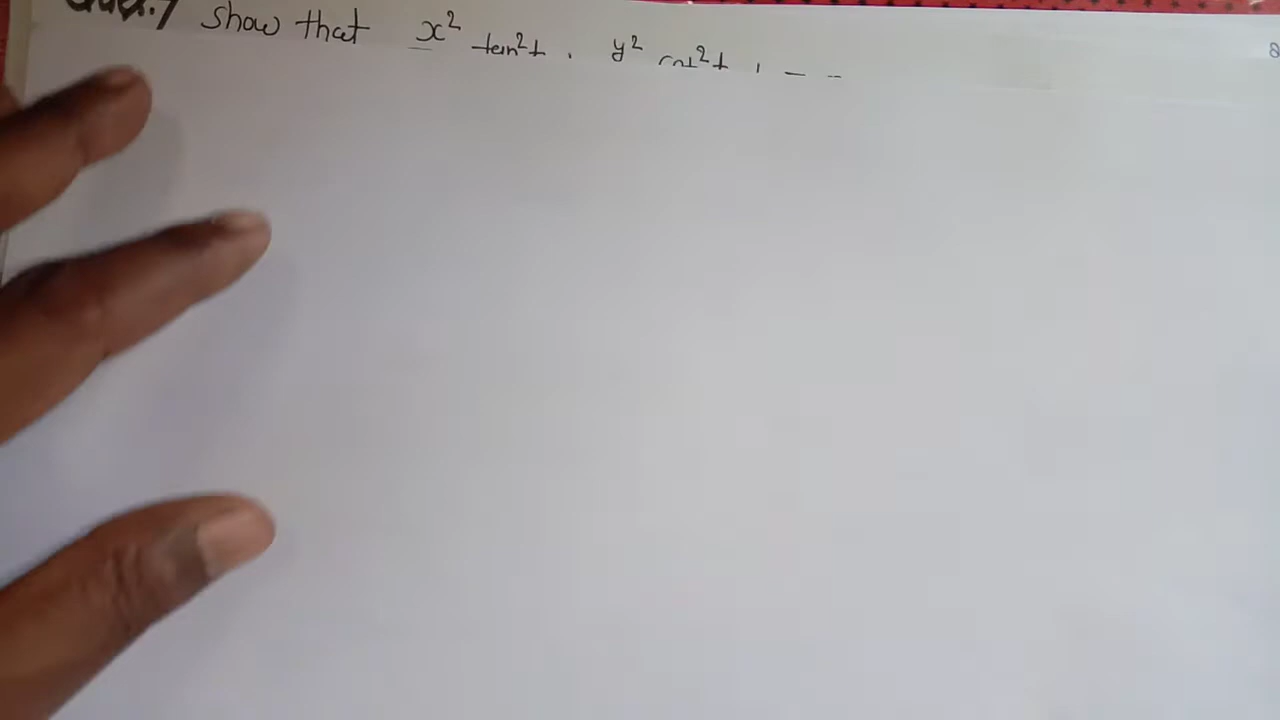 Show that x² tan²t . y² cot²t , – –